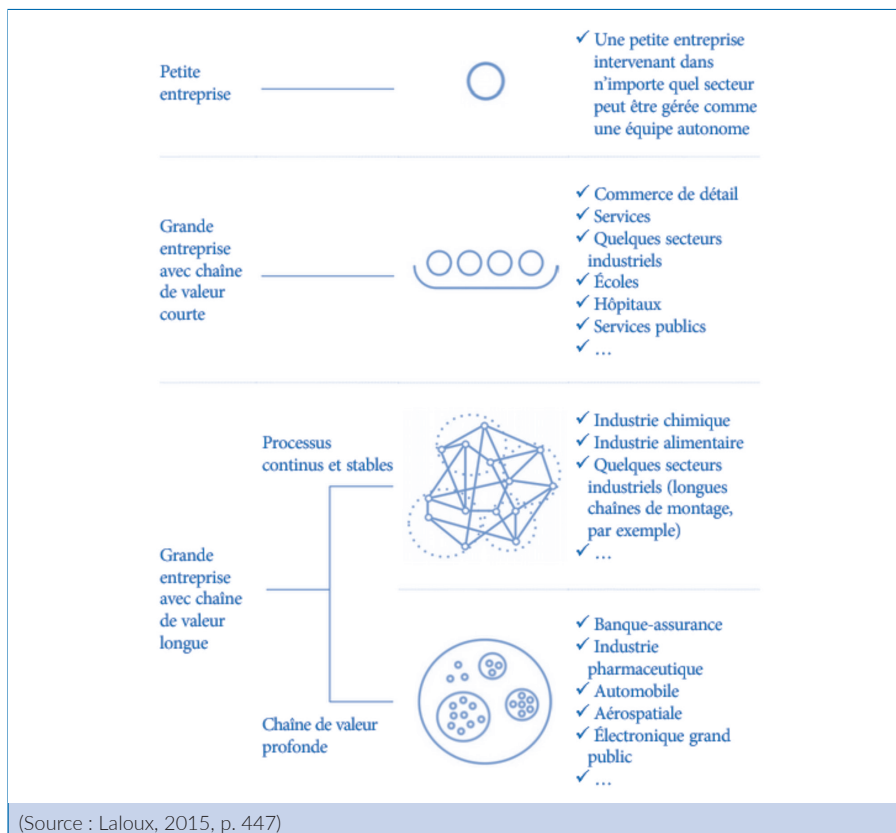 Petite
entreprise
✓ Une petite entreprise
intervenant dans
n'importe quel secteur
peut être gérée comme
une équipe autonome
Grande
entreprise
avec chaîne
de valeur
courte
✓ Commerce de détail
✓ Services
✓ Quelques secteurs
industriels
✓ Écoles
✓ Hôpitaux
✓ Services publics
✓ …
Grande
entreprise
avec chaîne
de valeur
longue
Processus
continus et stables
✓ Industrie chimique
✓ Industrie alimentaire
✓ Quelques secteurs
industriels (longues
chaînes de montage,
par exemple)
✓ …
Chaîne de valeur
profonde
✓ Banque-assurance
✓ Industrie
pharmaceutique
✓ Automobile
✓ Aérospatiale
✓ Électronique grand
public
✓ …
(Source : Laloux, 2015, p. 447)